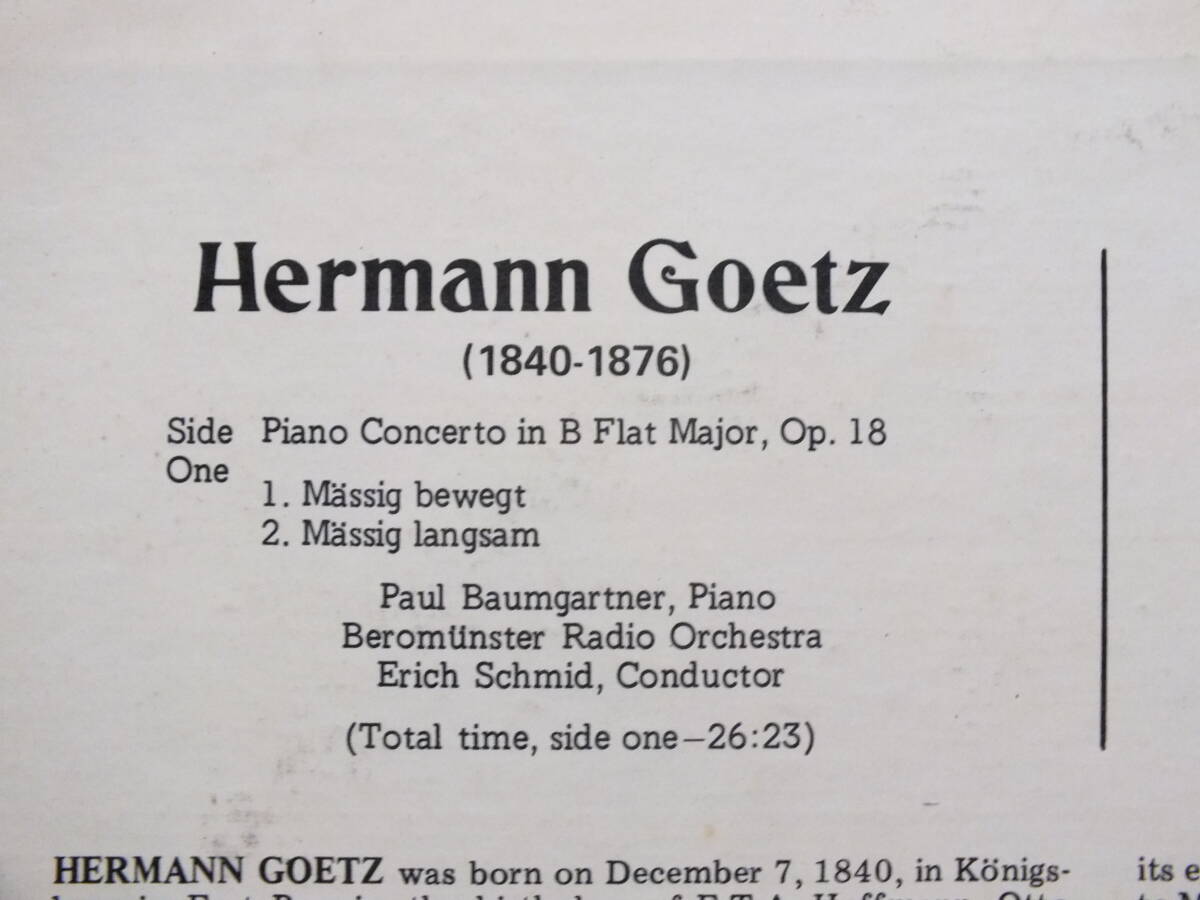 Hermann Goetz
(1840-1876)
Side One Piano Concerto in B Flat Major, Op. 18
1. Mässig bewegt
2. Mässig langsam
Paul Baumgartner, Piano
Beromünster Radio Orchestra
Erich Schmid, Conductor
(Total time, side one—26:23)
HERMANN GOETZ was born on December 7, 1840, in Königs-
its e